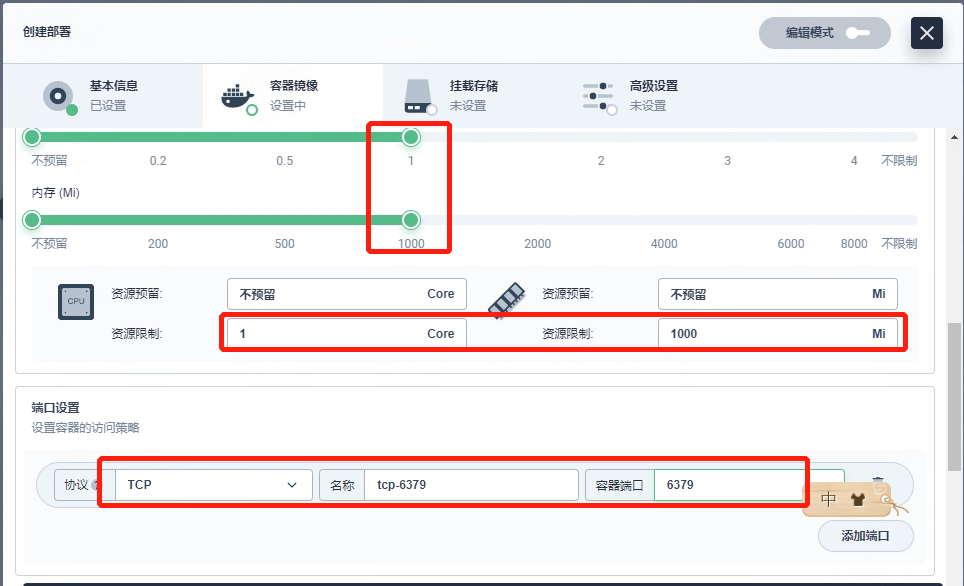 创建部署
编辑模式
基本信息
已设置
容器镜像
设置中
挂载存储
未设置
高级设置
未设置
不预留 0.2 0.5 1 2 3 4 不限制
内存 (Mi)
不预留 200 500 1000 2000 4000 6000 8000 不限制
CPU
资源预留: 不预留 Core 资源预留: 不预留 Mi
资源限制: 1 Core 资源限制: 1000 Mi
端口设置
设置容器的访问策略
协议 TCP 名称 tcp-6379 容器端口 6379
中
添加端口